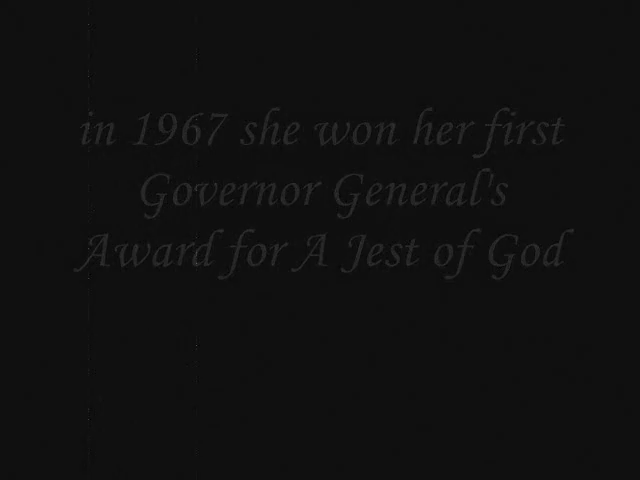 in 1967 she won her first
Governor General's
Award for A Jest of God